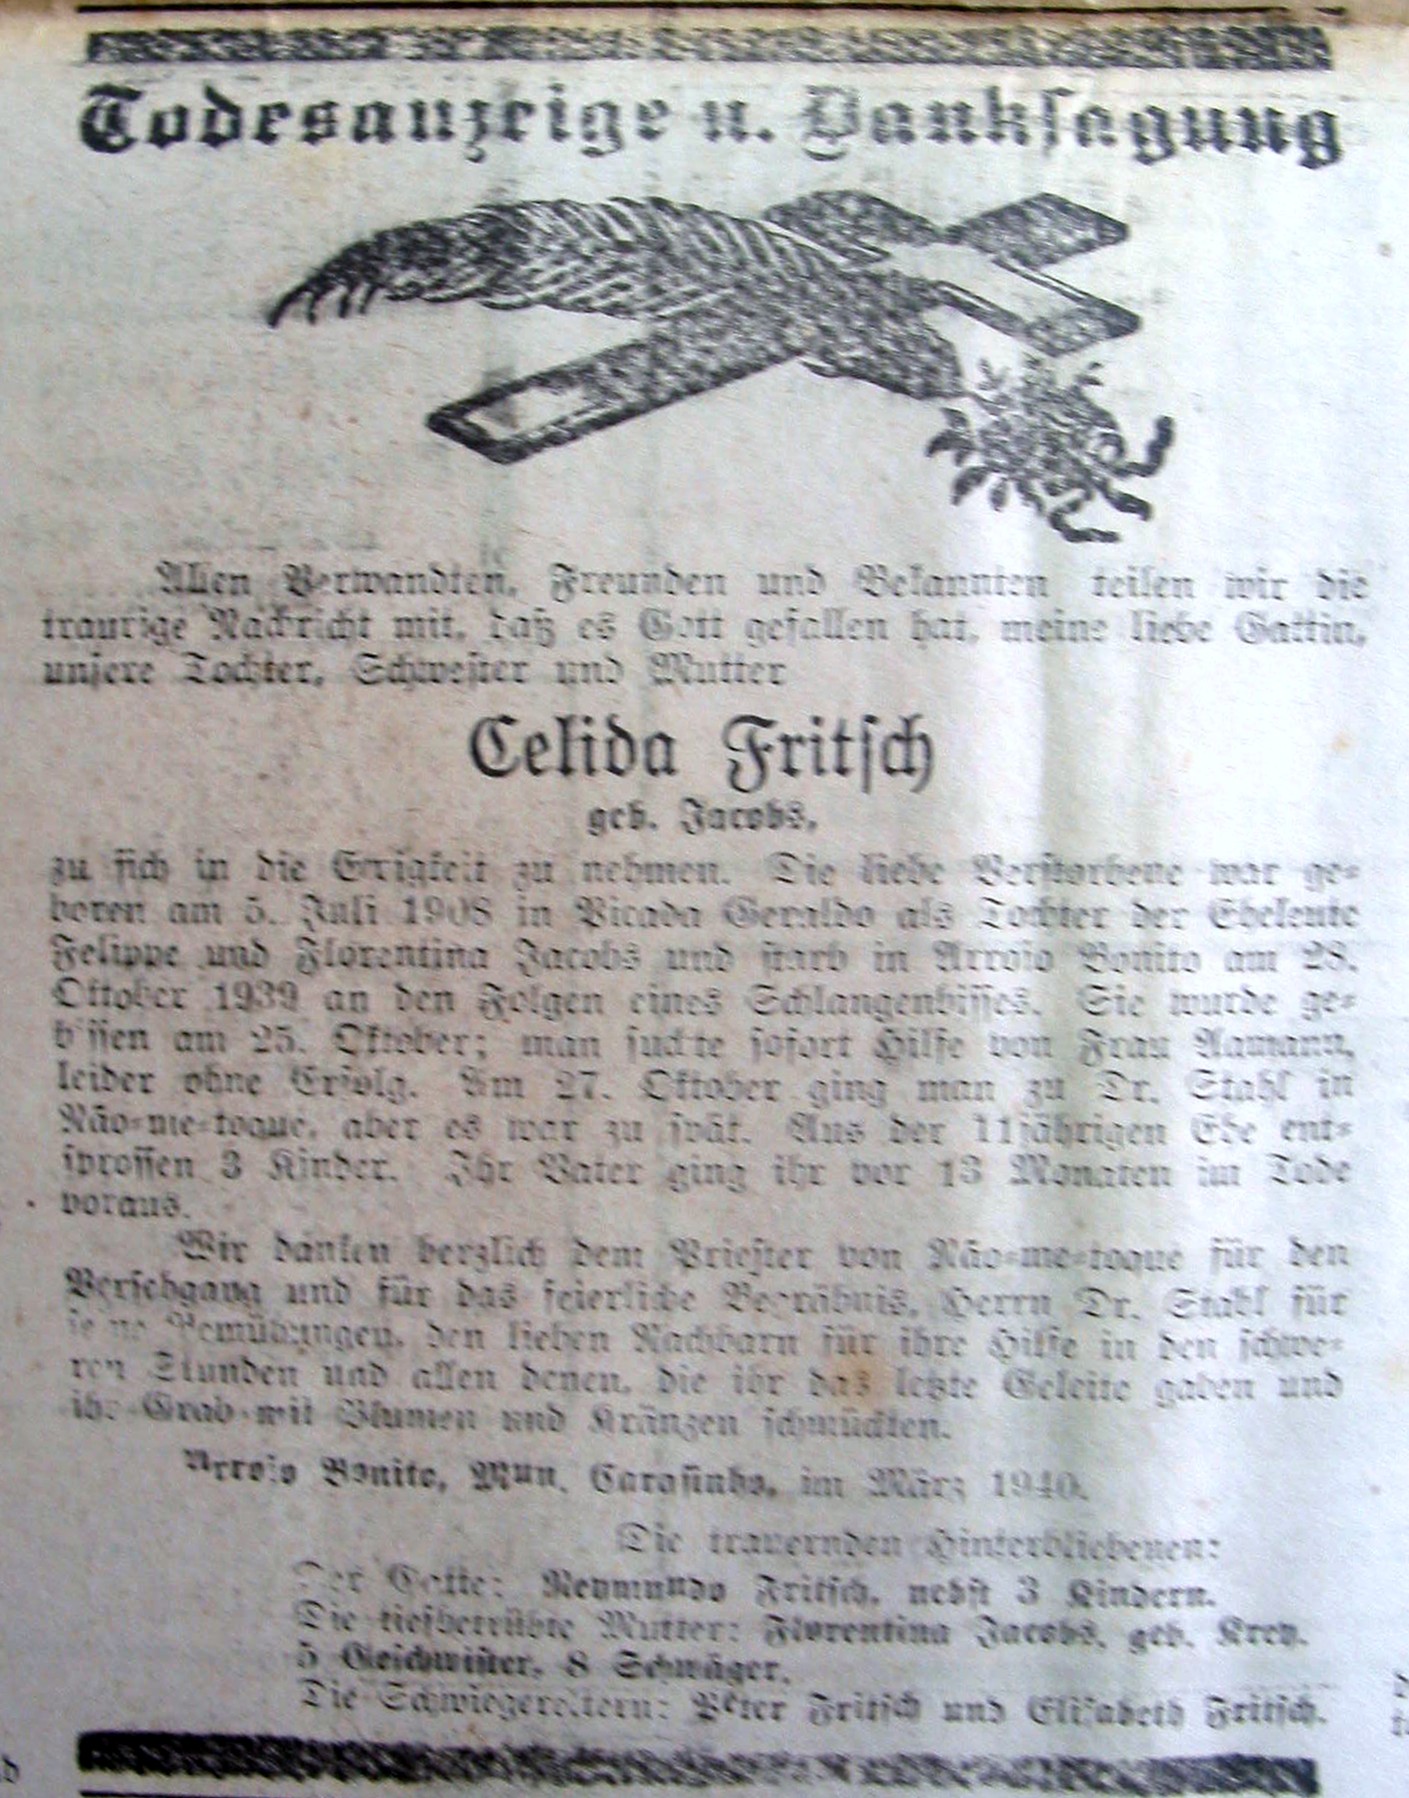 Todesanzeige u. Danksagung
Allen Verwandten, Freunden und Bekannten teilen wir die
traurige Nachricht mit, daß es Gott gefallen hat, meine liebe Gattin,
unsere Tochter, Schwester und Mutter
Celida Fritsch
geb. Jacobs,
zu sich in die Ewigkeit zu nehmen. Die liebe Verstorbene war ge-
boren am 5. Juli 1908 in Picada Geraldo als Tochter der Eheleute
Felippe und Florentina Jacobs und starb in Arroio Bonito am 28.
Oktober 1939 an den Folgen eines Schlangenbisses. Sie wurde ge-
bissen am 25. Oktober; man suchte sofort Hilfe von Frau Aamann,
leider ohne Erfolg. Am 27. Oktober ging man zu Dr. Stahl in
Não-me-toque, aber es war zu spät. Aus der 11jährigen Ehe ent-
sprossen 3 Kinder. Ihr Vater ging ihr vor 13 Monaten im Tode
voraus.
Wir danken herzlich dem Priester von Não-me-toque für den
Versehgang und für das feierliche Begräbnis, Herrn Dr. Stahl für
seine Bemühungen, den lieben Nachbarn für ihre Hilfe in den schwe-
ren Stunden und allen denen, die ihr das letzte Geleite gaben und
ihr Grab mit Blumen und Kränzen schmückten.
Arroio Bonito, Mun. Carasinho, im März 1940.
Die trauernden Hinterbliebenen:
Der Gatte: Reymundo Fritsch, nebst 3 Kindern.
Die tiefbetrübte Mutter: Florentina Jacobs, geb. Krey.
5 Geschwister, 8 Schwäger.
Die Schwiegereltern: Peter Fritsch und Elisabeth Fritsch.